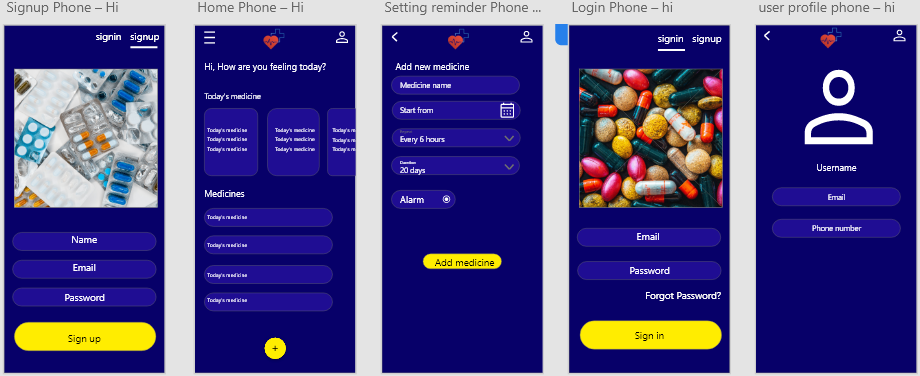 Signup Phone – Hi
signin
signup
Name
Email
Password
Sign up
Home Phone – Hi
Hi, How are you feeling today?
Today's medicine
Today's medicine
Today's medicine
Today's medicine
Today's medicine
Today's medicine
Today's medicine
Today's m
Today's m
Today's m
Medicines
Today's medicine
Today's medicine
Today's medicine
Today's medicine
+
Setting reminder Phone ...
Add new medicine
Medicine name
Start from
Every 6 hours
Duration
20 days
Alarm
Add medicine
Login Phone – hi
signin
signup
Email
Password
Forgot Password?
Sign in
user profile phone – hi
Username
Email
Phone number